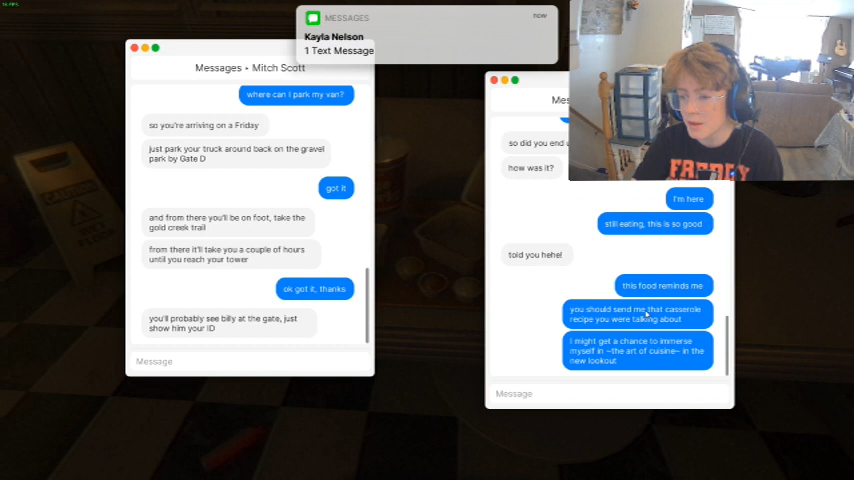 MESSAGES
now
Kayla Nelson
1 Text Message
Messages • Mitch Scott
where can I park my van?
so you're arriving on a Friday
just park your truck around back on the gravel
park by Gate D
got it
and from there you'll be on foot, take the
gold creek trail
from there it'll take you a couple of hours
until you reach your tower
ok got it, thanks
you'll probably see billy at the gate, just
show him your ID
Message
Mes
so did you end u
how was it?
I'm here
still eating, this is so good
told you hehe!
this food reminds me
you should send me that casserole
recipe you were talking about
I might get a chance to immerse
myself in ~the art of cuisine~ in the
new lookout
Message
CAUTION